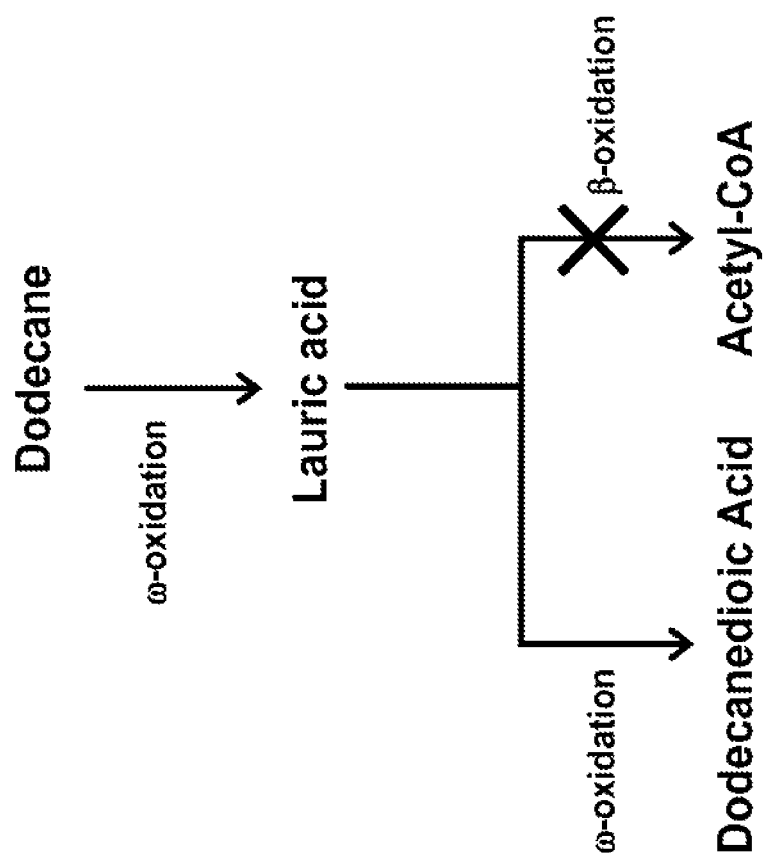 Dodecane
ω-oxidation
Lauric acid
ω-oxidation
β-oxidation
Dodecanedioic Acid
Acetyl-CoA